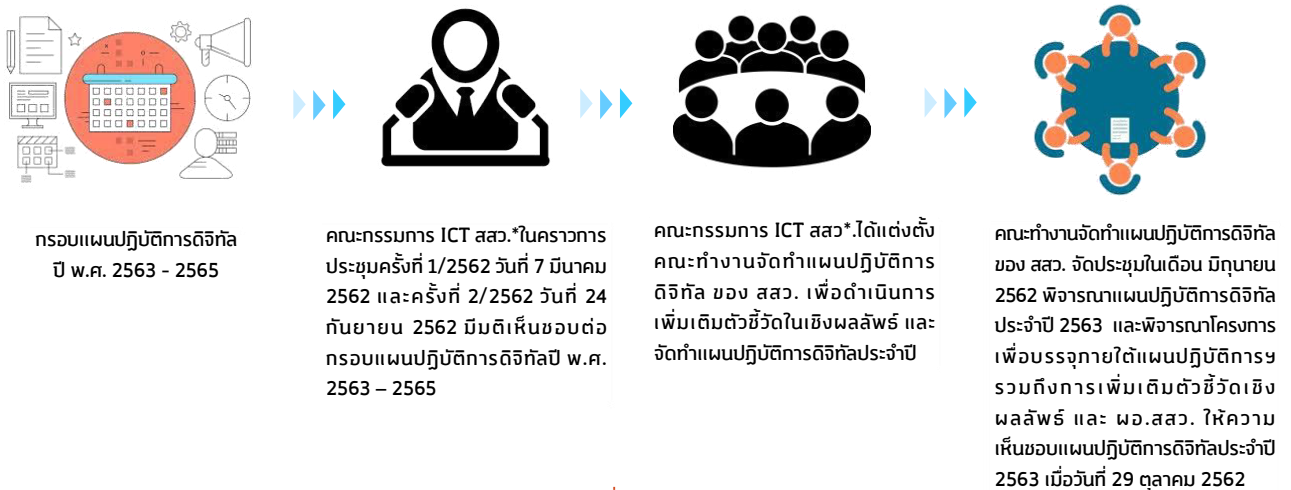 กรอบแผนปฏิบัติการดิจิทัล
ปี พ.ศ. 2563 - 2565
คณะกรรมการ ICT สสว.*ในคราวการ
ประชุมครั้งที่ 1/2562 วันที่ 7 มีนาคม
2562 และครั้งที่ 2/2562 วันที่ 24
กันยายน 2562 มีมติเห็นชอบต่อ
กรอบแผนปฏิบัติการดิจิทัลปี พ.ศ.
2563 – 2565
คณะกรรมการ ICT สสว*.ได้แต่งตั้ง
คณะทำงานจัดทำแผนปฏิบัติการ
ดิจิทัล ของ สสว. เพื่อดำเนินการ
เพิ่มเติมตัวชี้วัดในเชิงผลลัพธ์ และ
จัดทำแผนปฏิบัติการดิจิทัลประจำปี
คณะทำงานจัดทำแผนปฏิบัติการดิจิทัล
ของ สสว. จัดประชุมในเดือน มิถุนายน
2562 พิจารณาแผนปฏิบัติการดิจิทัล
ประจำปี 2563 และพิจารณาโครงการ
เพื่อบรรจุภายใต้แผนปฏิบัติการฯ
รวมถึงการเพิ่มเติมตัวชี้วัดเชิง
ผลลัพธ์ และ ผอ.สสว. ให้ความ
เห็นชอบแผนปฏิบัติการดิจิทัลประจำปี
2563 เมื่อวันที่ 29 ตุลาคม 2562